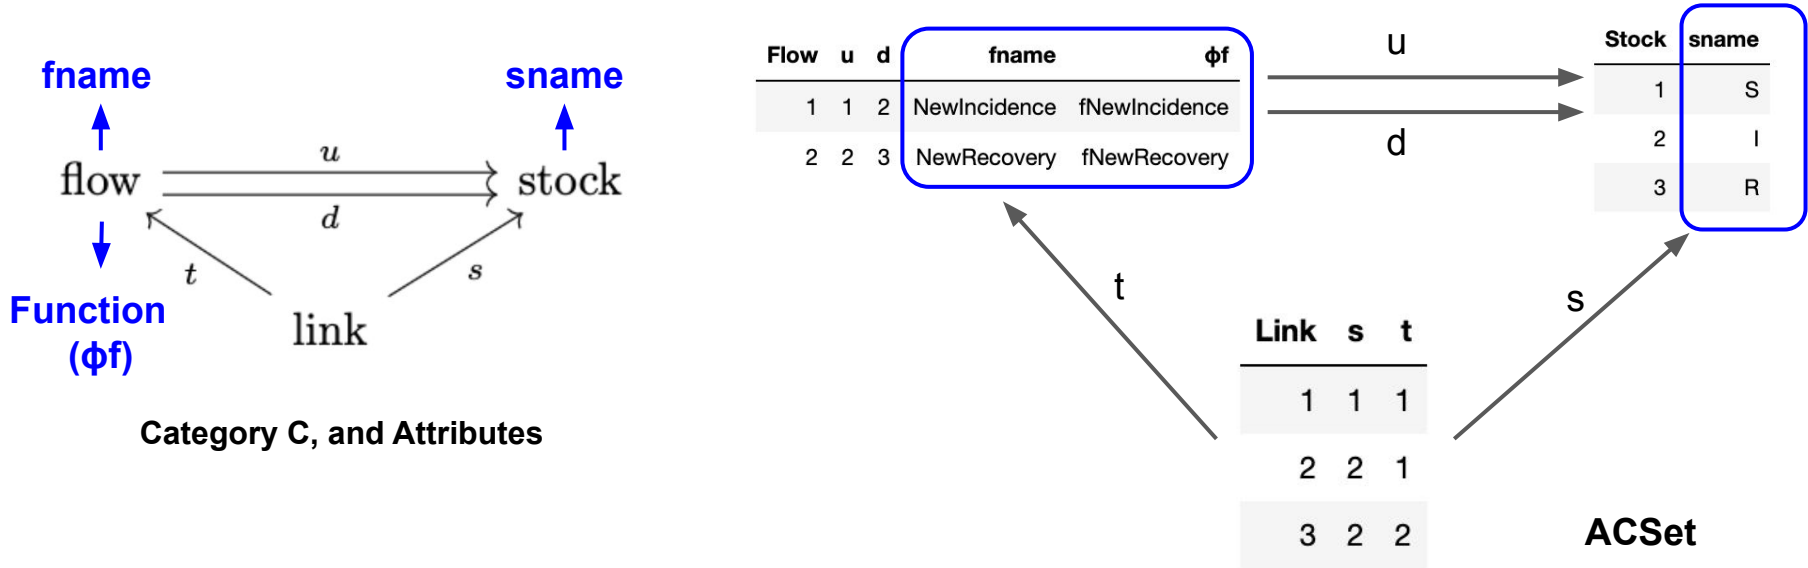 fname
sname
u
flow
stock
d
t
s
Function
(ϕf)
link
Category C, and Attributes
Flow u d fname ϕf
1 1 2 NewIncidence fNewIncidence
2 2 3 NewRecovery fNewRecovery
u
d
Stock sname
1 S
2 I
3 R
t
s
Link s t
1 1 1
2 2 1
3 2 2
ACSet